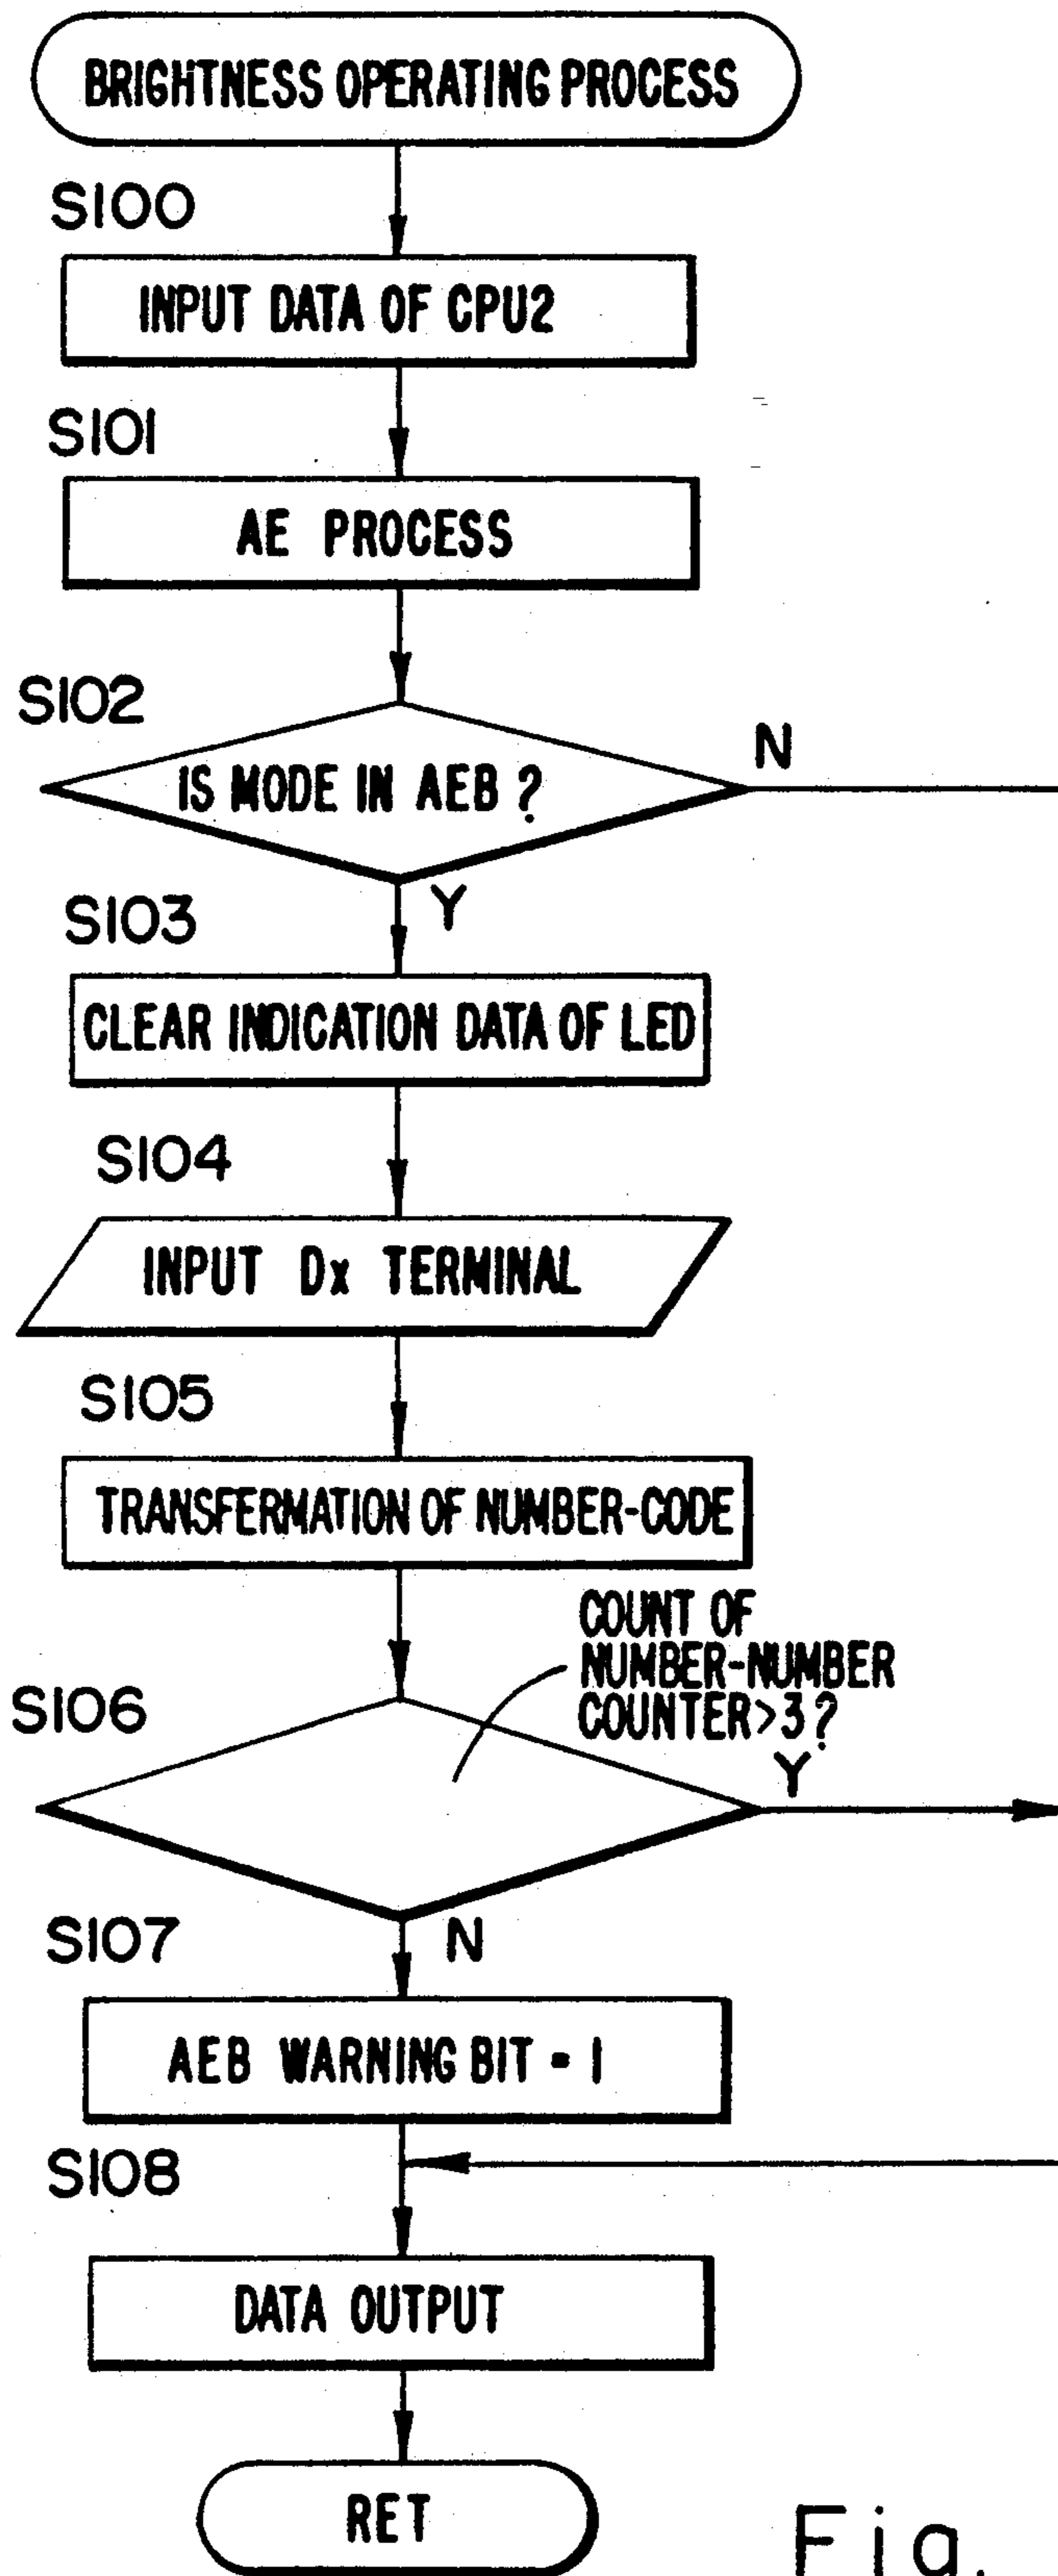 BRIGHTNESS OPERATING PROCESS
S100
INPUT DATA OF CPU2
S101
AE PROCESS
S102
IS MODE IN AEB ?
N
Y
S103
CLEAR INDICATION DATA OF LED
S104
INPUT Dx TERMINAL
S105
TRANSFERMATION OF NUMBER-CODE
COUNT OF
NUMBER-NUMBER
COUNTER>3?
S106
Y
S107
N
AEB WARNING BIT = 1
S108
DATA OUTPUT
RET
Fig.